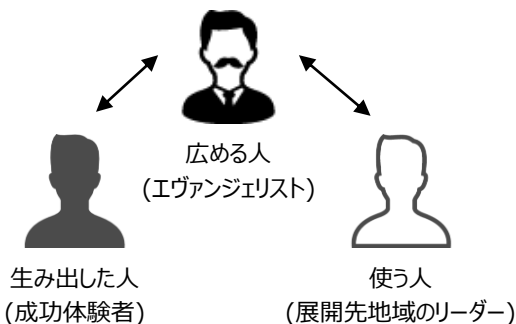 広める人
(エヴァンジェリスト)
生み出した人
(成功体験者)
使う人
(展開先地域のリーダー)